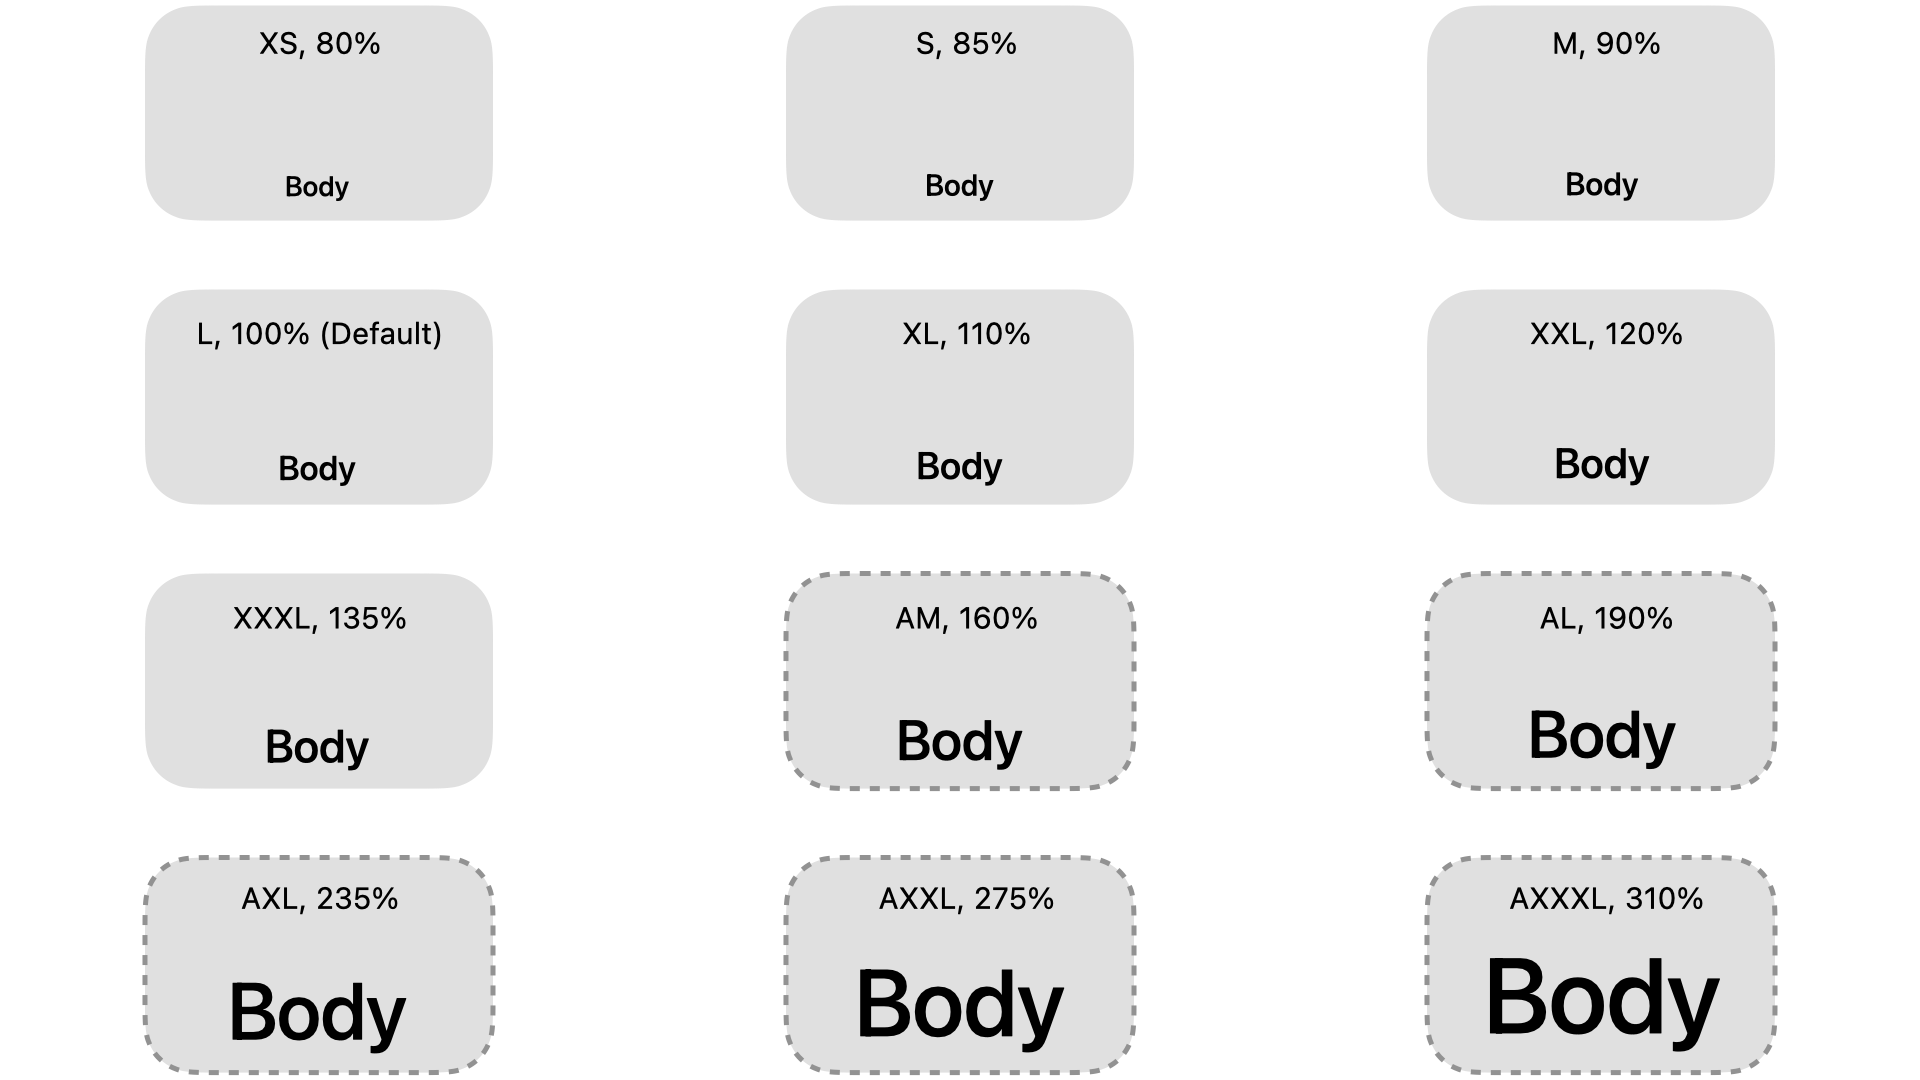 XS, 80%
Body
S, 85%
Body
M, 90%
Body
L, 100% (Default)
Body
XL, 110%
Body
XXL, 120%
Body
XXXL, 135%
Body
AM, 160%
Body
AL, 190%
Body
AXL, 235%
Body
AXXL, 275%
Body
AXXXL, 310%
Body